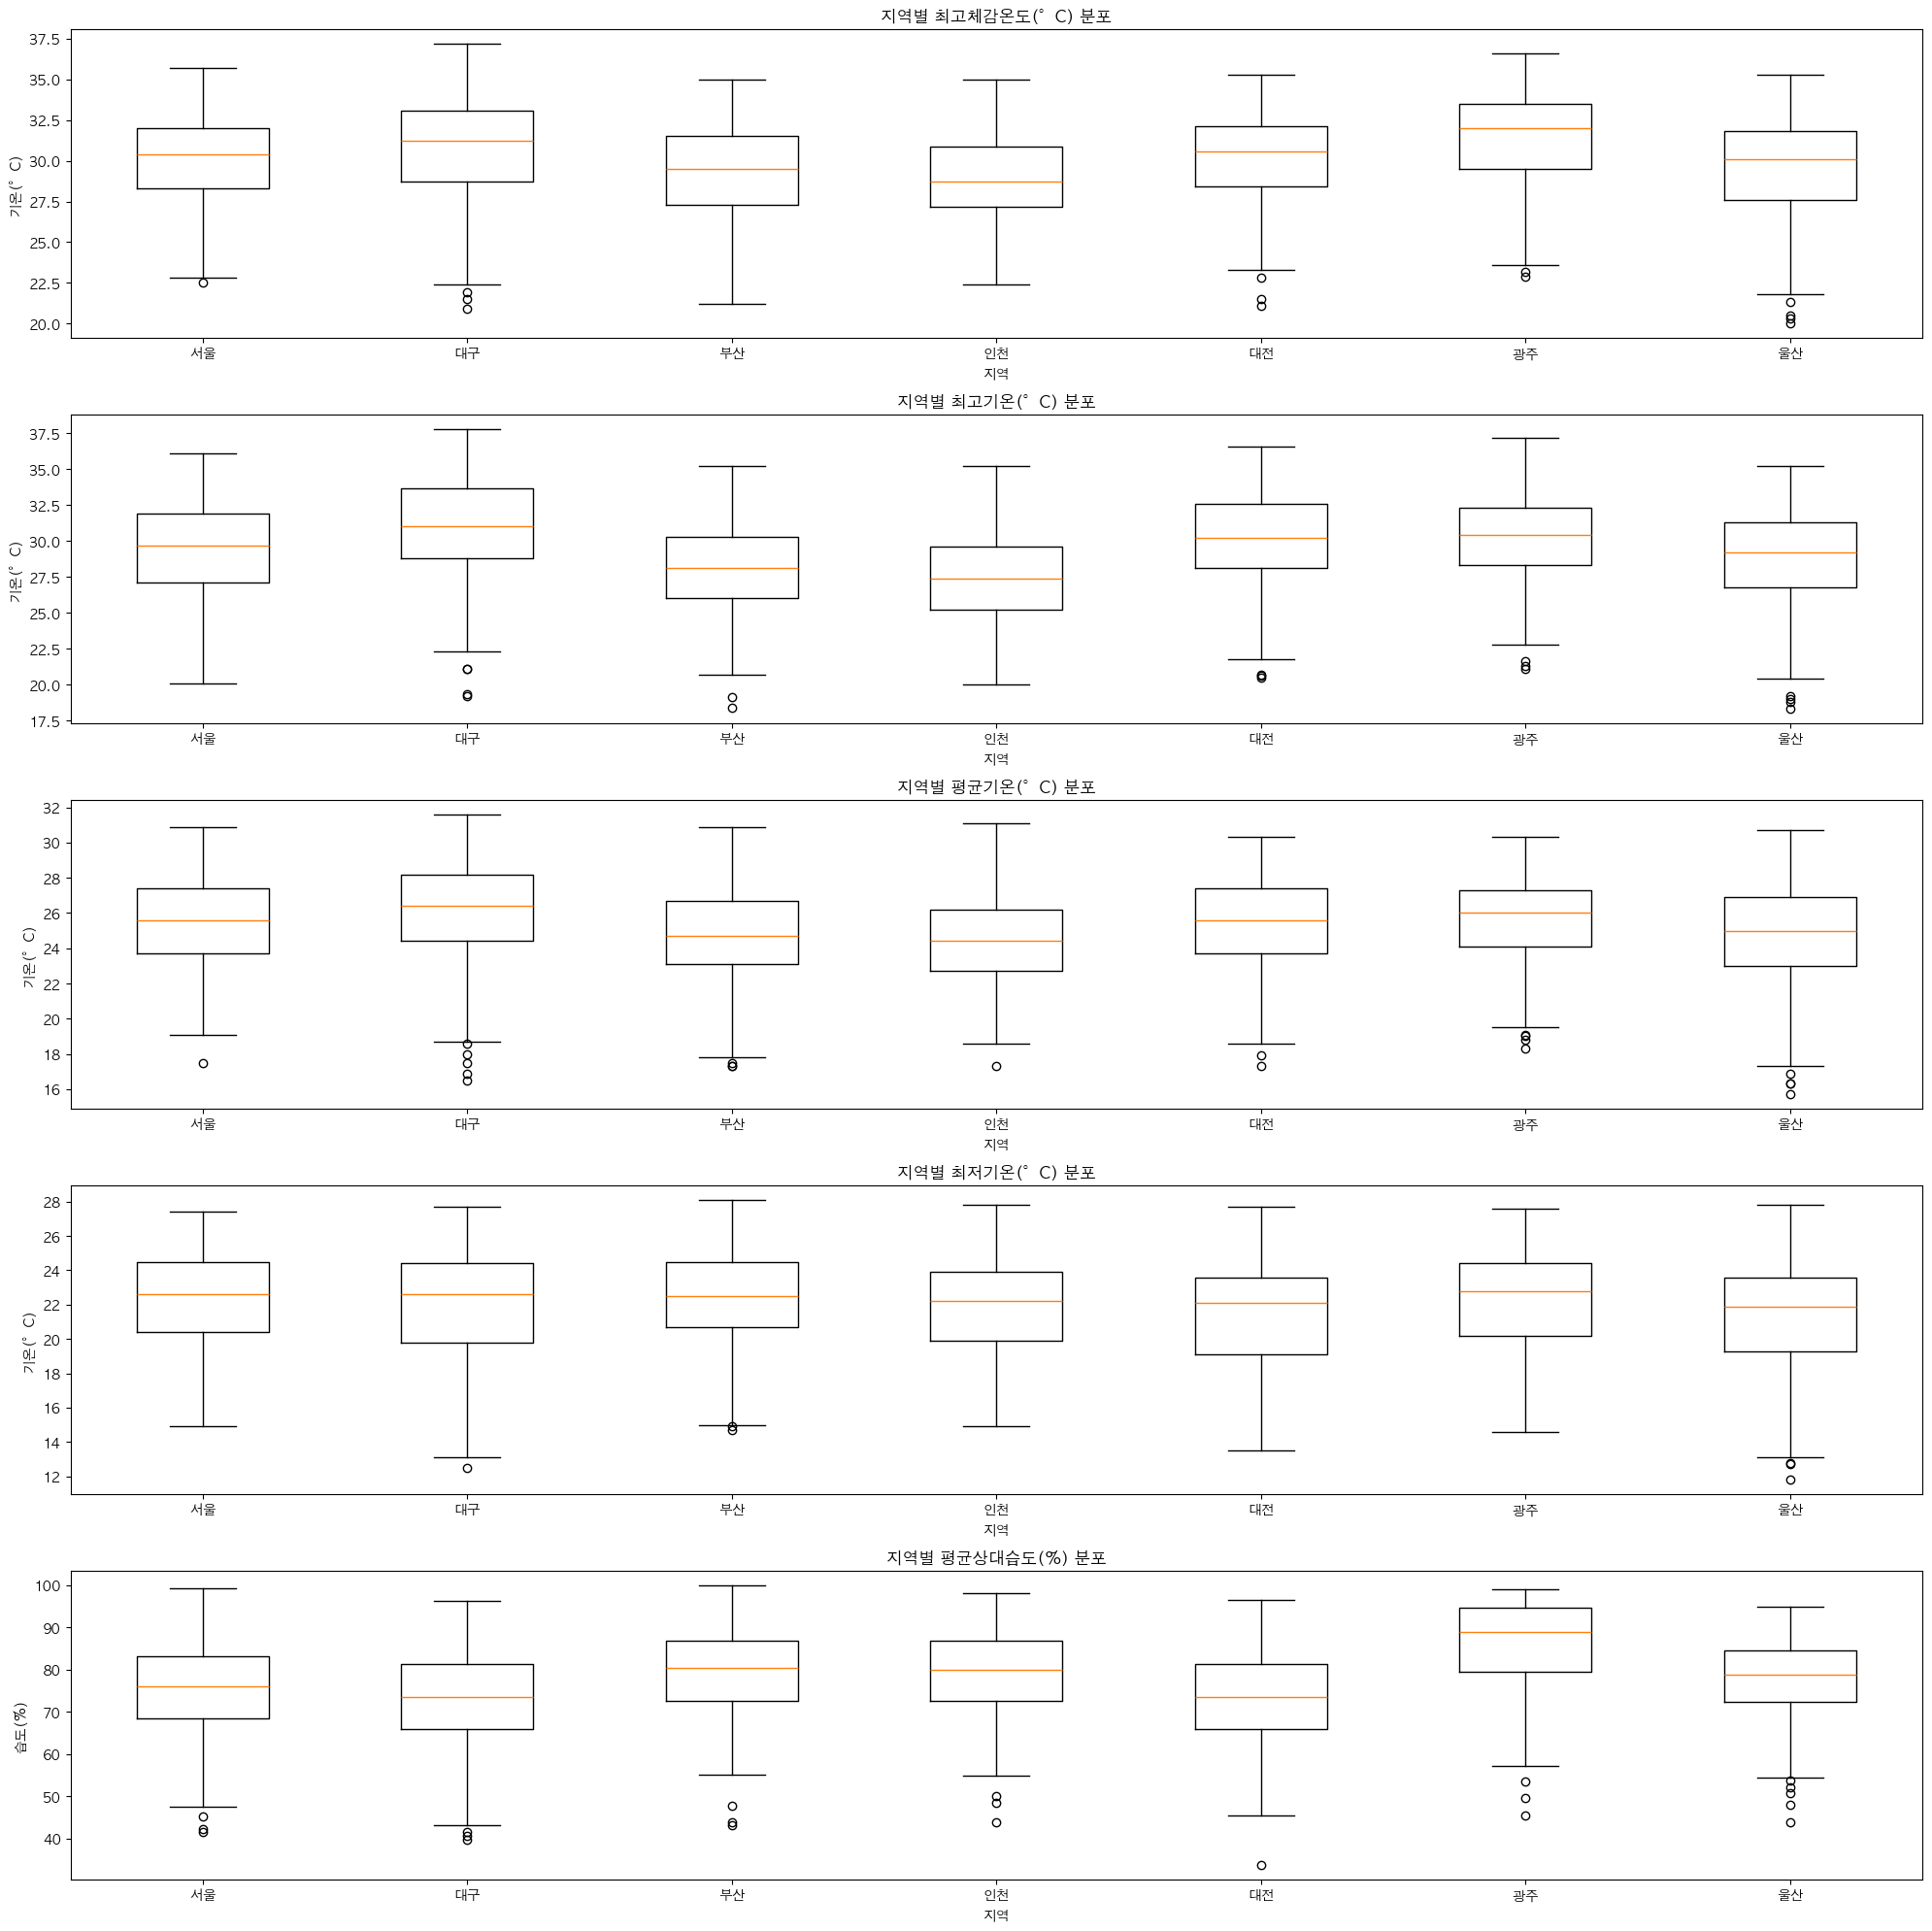 지역별 최고체감온도(°C) 분포
37.5
35.0
32.5
30.0
27.5
25.0
22.5
20.0
기온(°C)
서울 대구 부산 인천 대전 광주 울산
지역
지역별 최고기온(°C) 분포
37.5
35.0
32.5
30.0
27.5
25.0
22.5
20.0
17.5
기온(°C)
서울 대구 부산 인천 대전 광주 울산
지역
지역별 평균기온(°C) 분포
32
30
28
26
24
22
20
18
16
기온(°C)
서울 대구 부산 인천 대전 광주 울산
지역
지역별 최저기온(°C) 분포
28
26
24
22
20
18
16
14
12
기온(°C)
서울 대구 부산 인천 대전 광주 울산
지역
지역별 평균상대습도(%) 분포
100
90
80
70
60
50
40
습도(%)
서울 대구 부산 인천 대전 광주 울산
지역